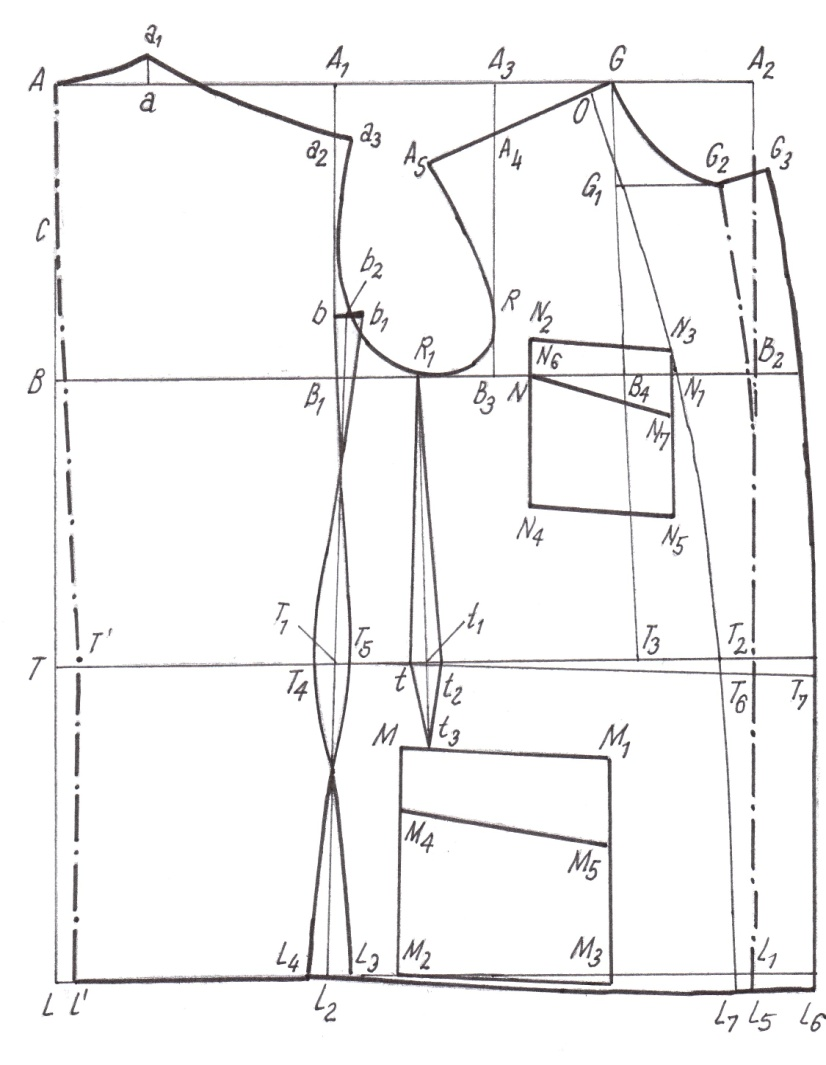 a1
A A1 A3 G A2
a
O
a2 a3
A5 A4 G2 G3
G1
C
b2
b b1 R
N2
R1 N3
N6 B2
B B1 B3 N B4 N1
N7
N4 N5
T' T1 T5 t1 T3 T2
T T4 t t2 T6 T7
t3
M M1
M4
M5
L4 L3 M2 M3 L1
L L' L2 L7 L5 L6